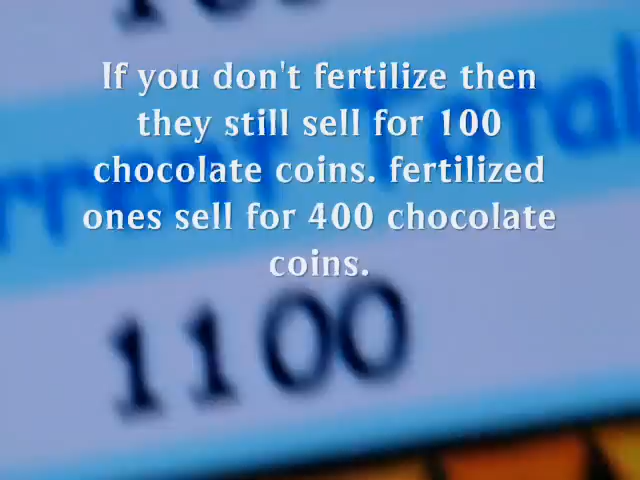 If you don't fertilize then
they still sell for 100
chocolate coins. fertilized
ones sell for 400 chocolate
coins.
1100